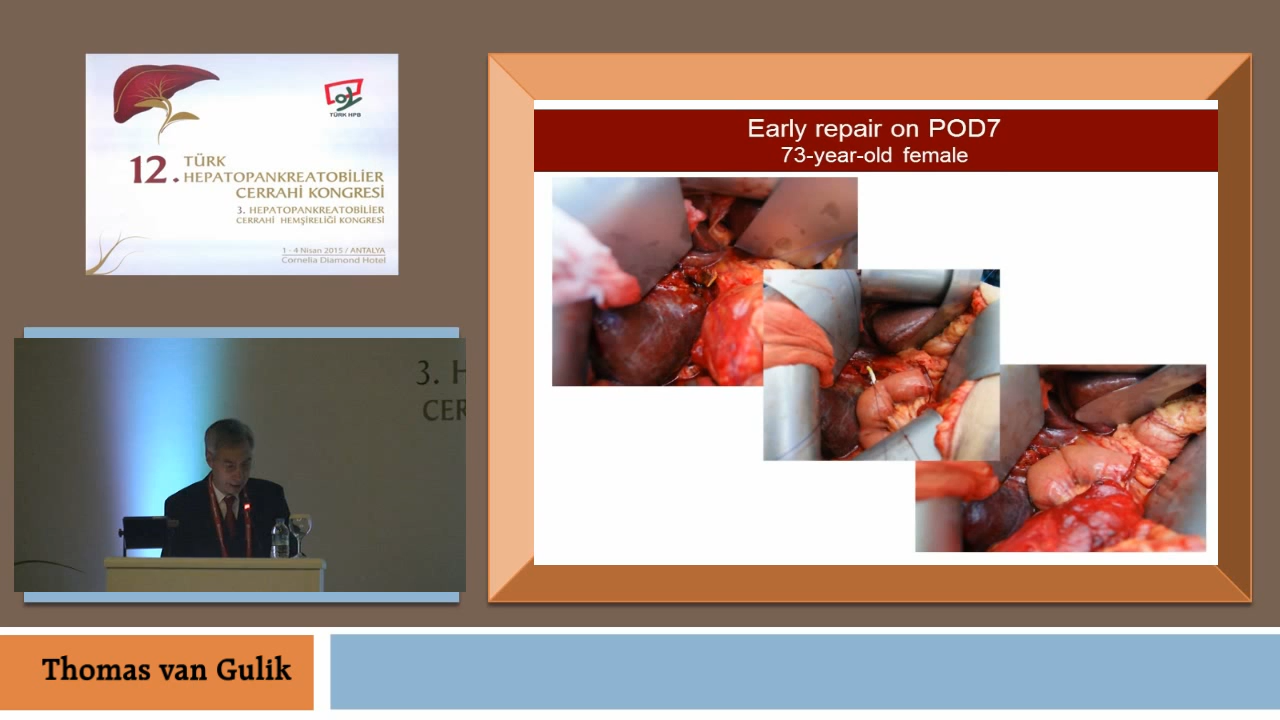 TÜRK HPB
12.
TÜRK
HEPATOPANKREATOBİLİER
CERRAHİ KONGRESİ
3. HEPATOPANKREATOBİLİER
CERRAHİ HEMŞİRELİĞİ KONGRESİ
1 - 4 Nisan 2015 / ANTALYA
Cornelia Diamond Hotel
Early repair on POD7
73-year-old female
3. H
CER
Thomas van Gulik